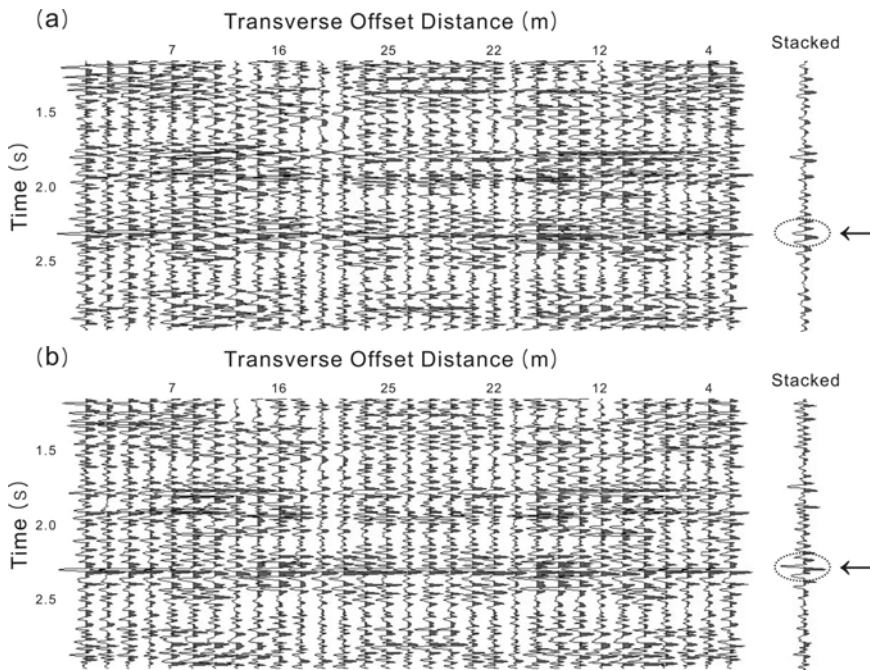 (a)
Transverse Offset Distance (m)
7 16 25 22 12 4
Stacked
1.5
2.0
2.5
Time (s)
(b)
Transverse Offset Distance (m)
7 16 25 22 12 4
Stacked
1.5
2.0
2.5
Time (s)